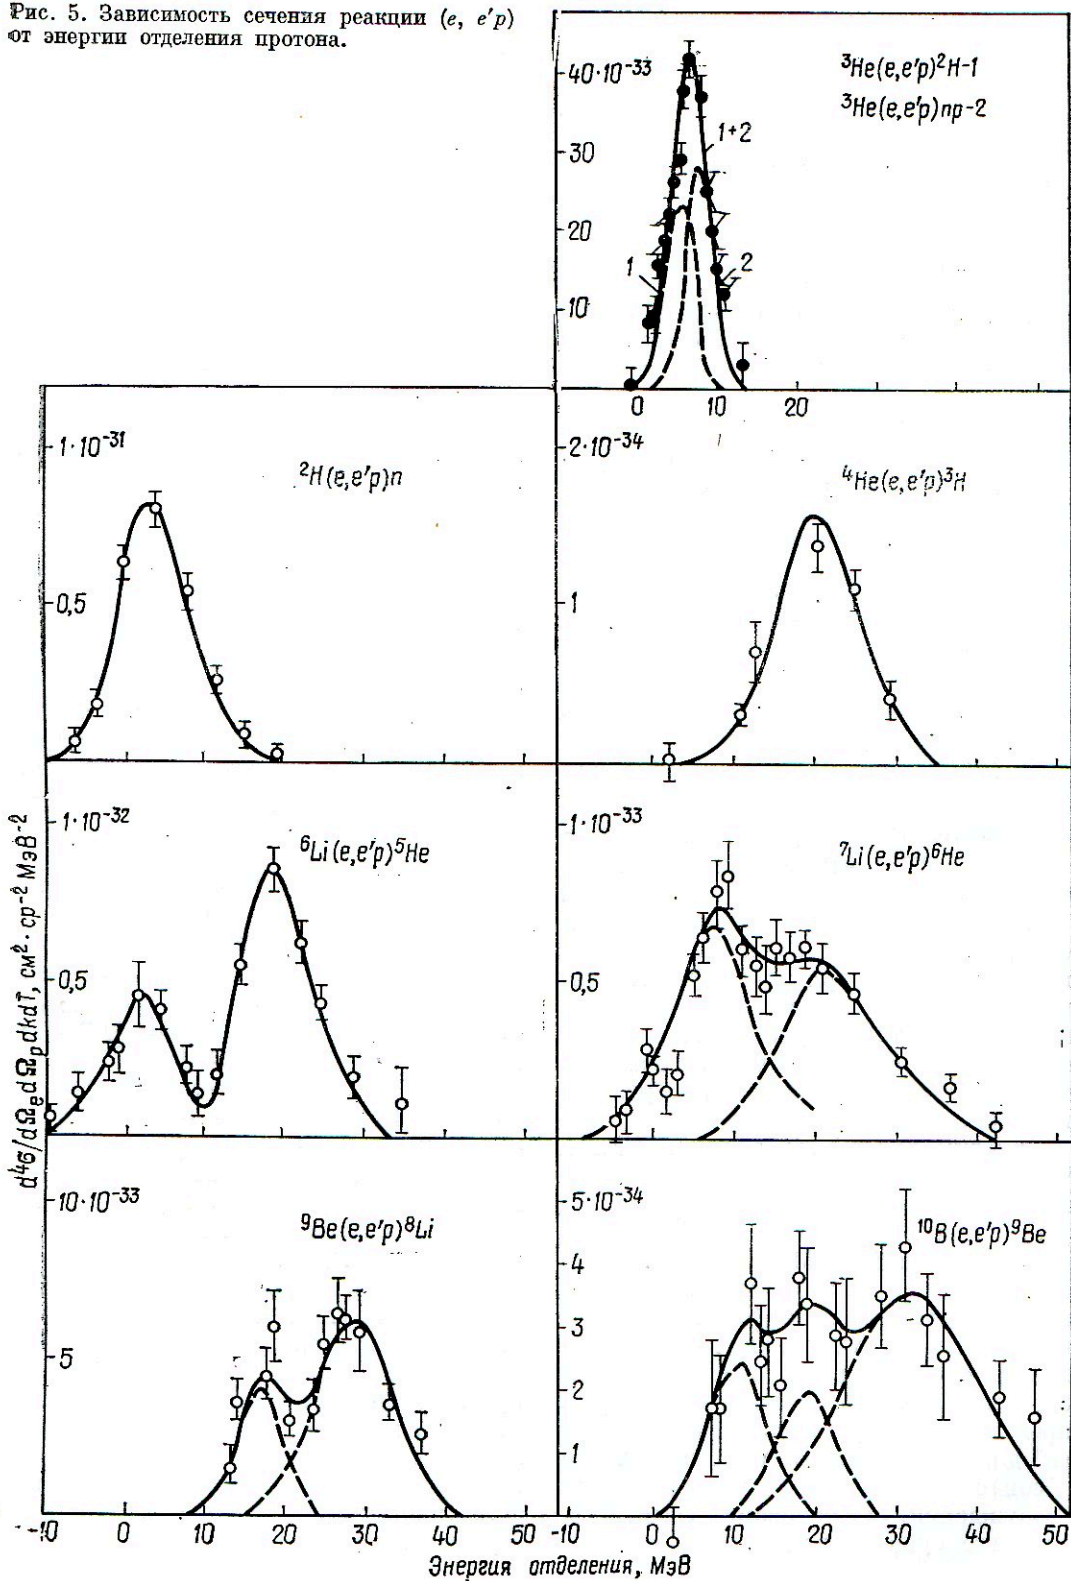 Рис. 5. Зависимость сечения реакции (e, e′p)
от энергии отделения протона.
40·10⁻³³
30
20
10
³He(e,e′p)²H-1
³He(e,e′p)np-2
1+2
1
2
0 10 20
1·10⁻³¹
0,5
²H(e,e′p)n
2·10⁻³⁴
1
⁴He(e,e′p)³H
1·10⁻³²
0,5
⁶Li(e,e′p)⁵He
1·10⁻³³
0,5
⁷Li(e,e′p)⁶He
d⁴σ/dΩₑdΩₚdkdT, см²·ср⁻²МэВ⁻²
10·10⁻³³
5
⁹Be(e,e′p)⁸Li
5·10⁻³⁴
4
3
2
1
¹⁰B(e,e′p)⁹Be
-10 0 10 20 30 40 50
-10 0 10 20 30 40 50
Энергия отделения, МэВ